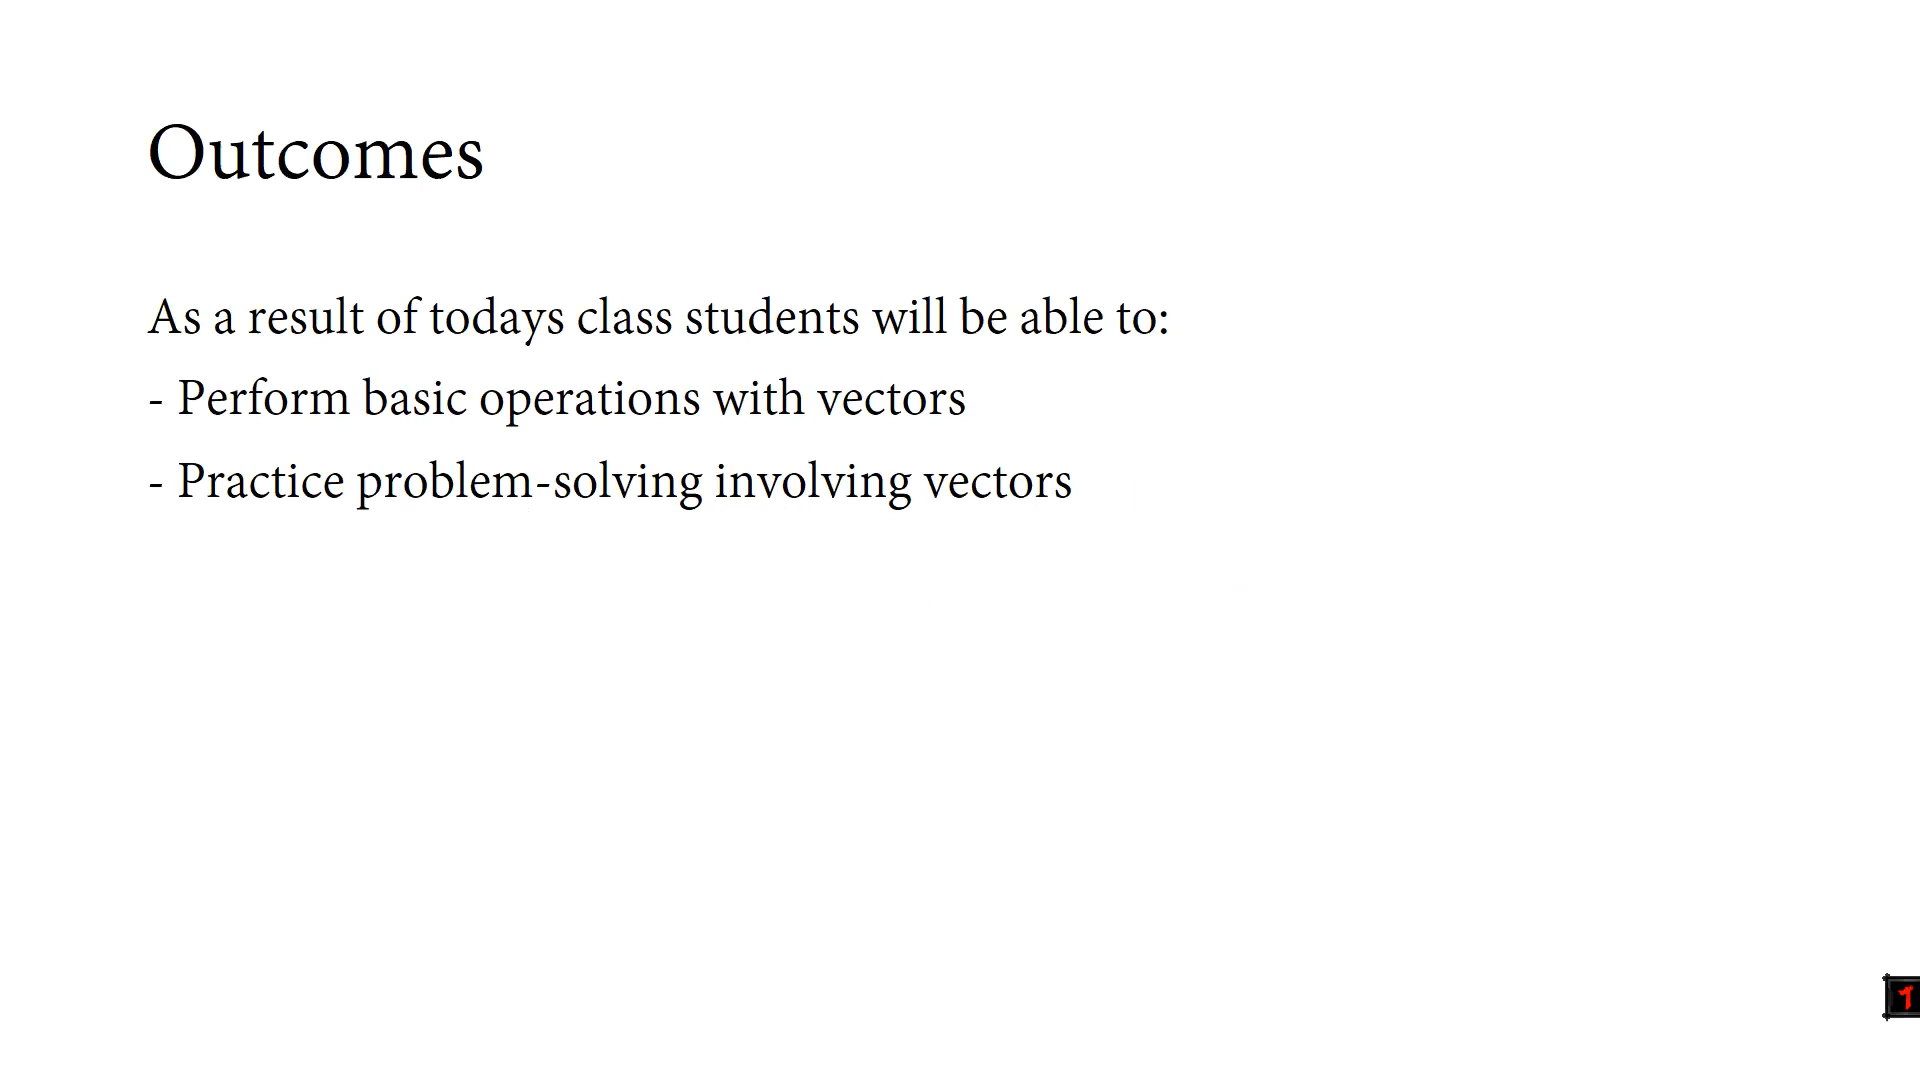 Outcomes
As a result of todays class students will be able to:
- Perform basic operations with vectors
- Practice problem-solving involving vectors
1